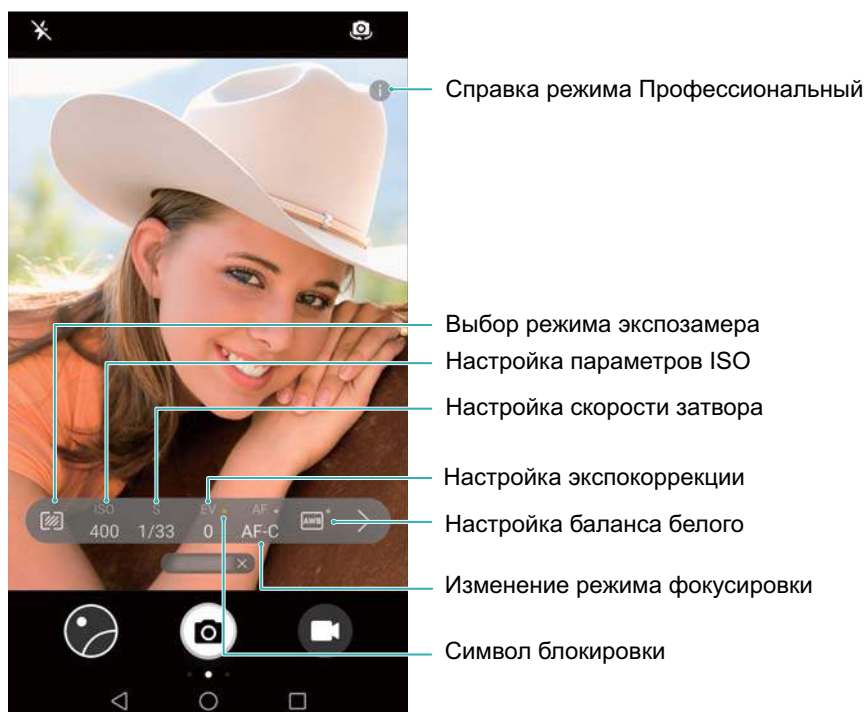 Справка режима Профессиональный
Выбор режима экспозамера
Настройка параметров ISO
Настройка скорости затвора
Настройка экспокоррекции
Настройка баланса белого
Изменение режима фокусировки
Символ блокировки
ISO S EV AF
400 1/33 0 AF-C AWB